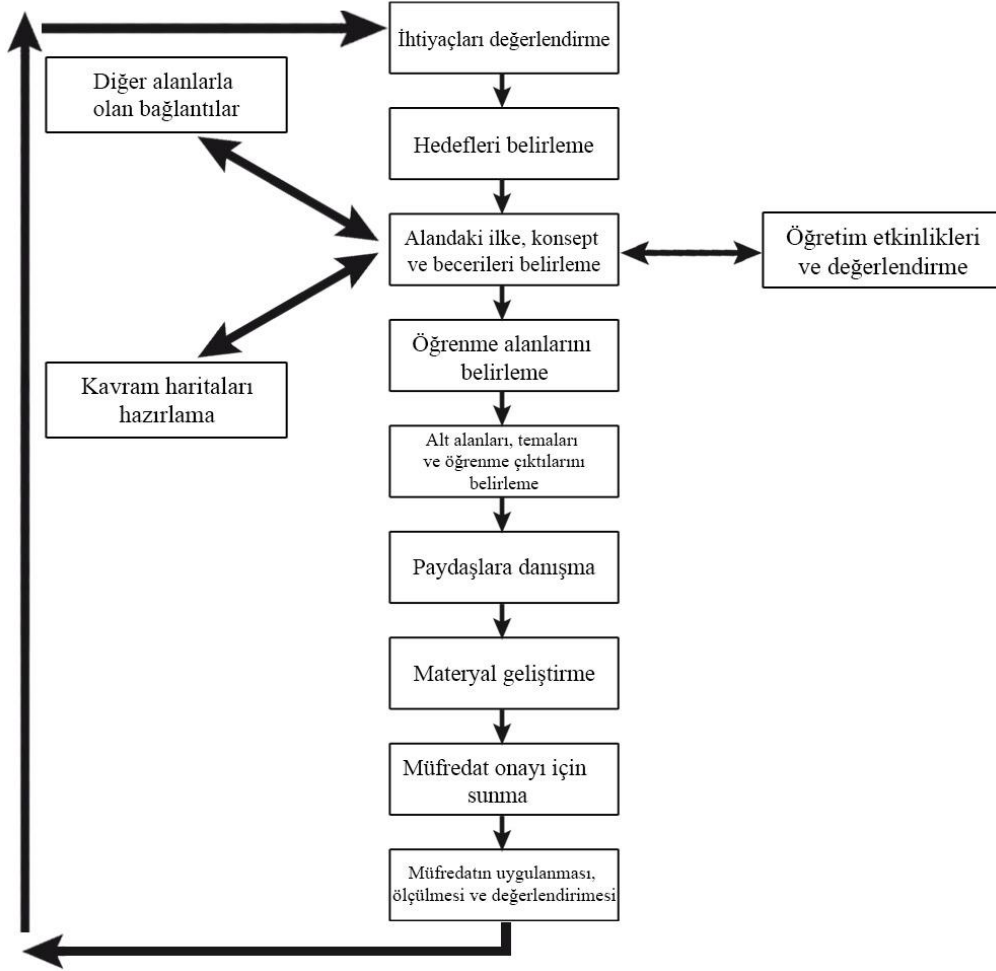 İhtiyaçları değerlendirme
Diğer alanlarla
olan bağlantılar
Hedefleri belirleme
Alandaki ilke, konsept
ve becerileri belirleme
Öğretim etkinlikleri
ve değerlendirme
Öğrenme alanlarını
belirleme
Kavram haritaları
hazırlama
Alt alanları, temaları
ve öğrenme çıktılarını
belirleme
Paydaşlara danışma
Materyal geliştirme
Müfredat onayı için
sunma
Müfredatın uygulanması,
ölçülmesi ve değerlendirimesi